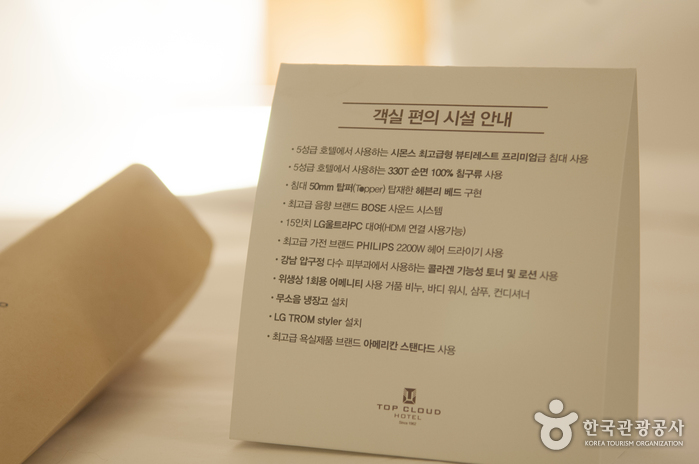 객실 편의 시설 안내
• 5성급 호텔에서 사용하는 시몬스 최고급형 뷰티레스트 프리미엄급 침대 사용
• 5성급 호텔에서 사용하는 330T 순면 100% 침구류 사용
• 침대 50mm 탑퍼(Topper) 탑재한 헤븐리 베드 구현
• 최고급 음향 브랜드 BOSE 사운드 시스템
• 15인치 LG울트라PC 대여(HDMI 연결 사용가능)
• 최고급 가전 브랜드 PHILIPS 2200W 헤어 드라이기 사용
• 강남 압구정 다수 피부과에서 사용하는 콜라겐 기능성 토너 및 로션 사용
• 위생상 1회용 어메니티 사용 거품 비누, 바디 워시, 샴푸, 컨디셔너
• 무소음 냉장고 설치
• LG TROM styler 설치
• 최고급 욕실제품 브랜드 아메리칸 스탠다드 사용
TOP CLOUD
HOTEL
한국관광공사
KOREA TOURISM ORGANIZATION